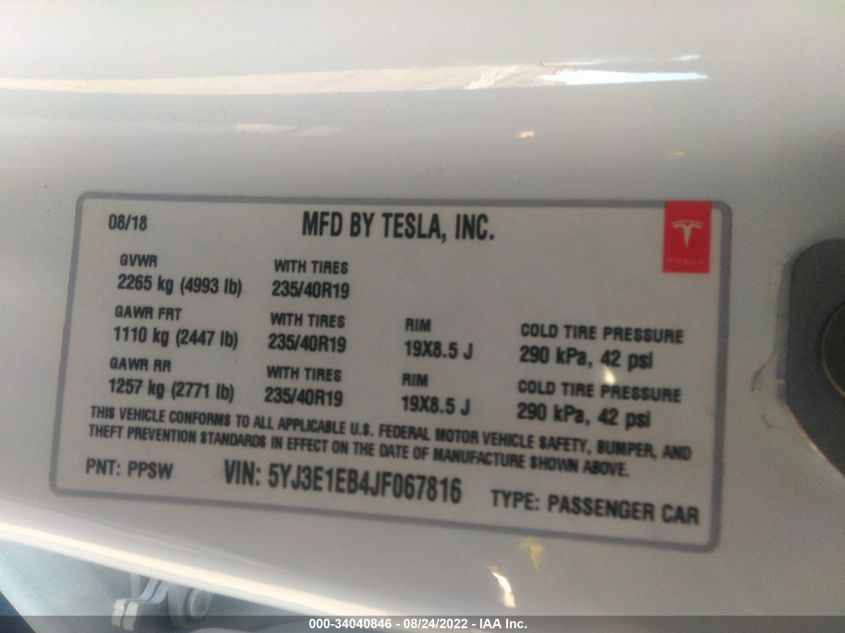 08/18
MFD BY TESLA, INC.
TESLA
GVWR
2265 kg (4993 lb)
WITH TIRES
235/40R19
GAWR FRT
1110 kg (2447 lb)
WITH TIRES
235/40R19
RIM
19X8.5 J
COLD TIRE PRESSURE
290 kPa, 42 psi
GAWR RR
1257 kg (2771 lb)
WITH TIRES
235/40R19
RIM
19X8.5 J
COLD TIRE PRESSURE
290 kPa, 42 psi
THIS VEHICLE CONFORMS TO ALL APPLICABLE U.S. FEDERAL MOTOR VEHICLE SAFETY, BUMPER, AND
THEFT PREVENTION STANDARDS IN EFFECT ON THE DATE OF MANUFACTURE SHOWN ABOVE.
PNT: PPSW
VIN: 5YJ3E1EB4JF067816
TYPE: PASSENGER CAR
000-34040846 - 08/24/2022 - IAA Inc.